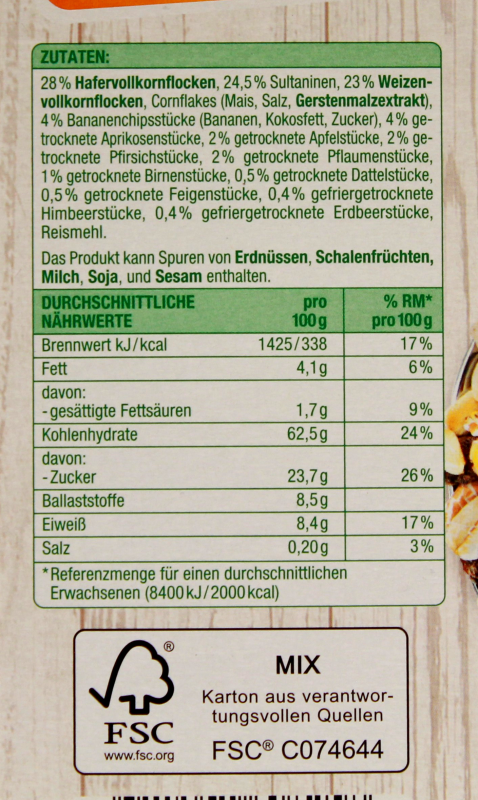 ZUTATEN:
28% Hafervollkornflocken, 24,5% Sultaninen, 23% Weizen-
vollkornflocken, Cornflakes (Mais, Salz, Gerstenmalzextrakt),
4% Bananenchipsstücke (Bananen, Kokosfett, Zucker), 4% ge-
trocknete Aprikosenstücke, 2% getrocknete Apfelstücke, 2% ge-
trocknete Pfirsichstücke, 2% getrocknete Pflaumenstücke,
1% getrocknete Birnenstücke, 0,5% getrocknete Dattelstücke,
0,5% getrocknete Feigenstücke, 0,4% gefriergetrocknete
Himbeerstücke, 0,4% gefriergetrocknete Erdbeerstücke,
Reismehl.
Das Produkt kann Spuren von Erdnüssen, Schalenfrüchten,
Milch, Soja, und Sesam enthalten.
DURCHSCHNITTLICHE pro % RM*
NÄHRWERTE 100g pro 100g
Brennwert kJ/kcal 1425/338 17%
Fett 4,1g 6%
davon:
- gesättigte Fettsäuren 1,7g 9%
Kohlenhydrate 62,5g 24%
davon:
- Zucker 23,7g 26%
Ballaststoffe 8,5g
Eiweiß 8,4g 17%
Salz 0,20g 3%
*Referenzmenge für einen durchschnittlichen
Erwachsenen (8400kJ/2000kcal)
®
MIX
Karton aus verantwor-
tungsvollen Quellen
FSC
www.fsc.org
FSC® C074644